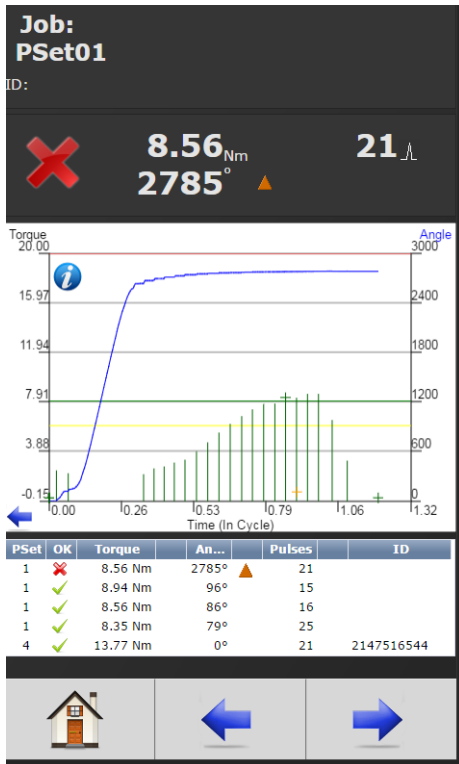 Job:
PSet01
ID:
8.56 Nm 21
2785°
Torque Angle
20.00 3000
15.97 2400
11.94 1800
7.91 1200
3.88 600
-0.15 0
0.00 0.26 0.53 0.79 1.06 1.32
Time (In Cycle)
PSet OK Torque An... Pulses ID
1 8.56 Nm 2785° 21
1 8.94 Nm 96° 15
1 8.56 Nm 86° 16
1 8.35 Nm 79° 25
4 13.77 Nm 0° 21 2147516544